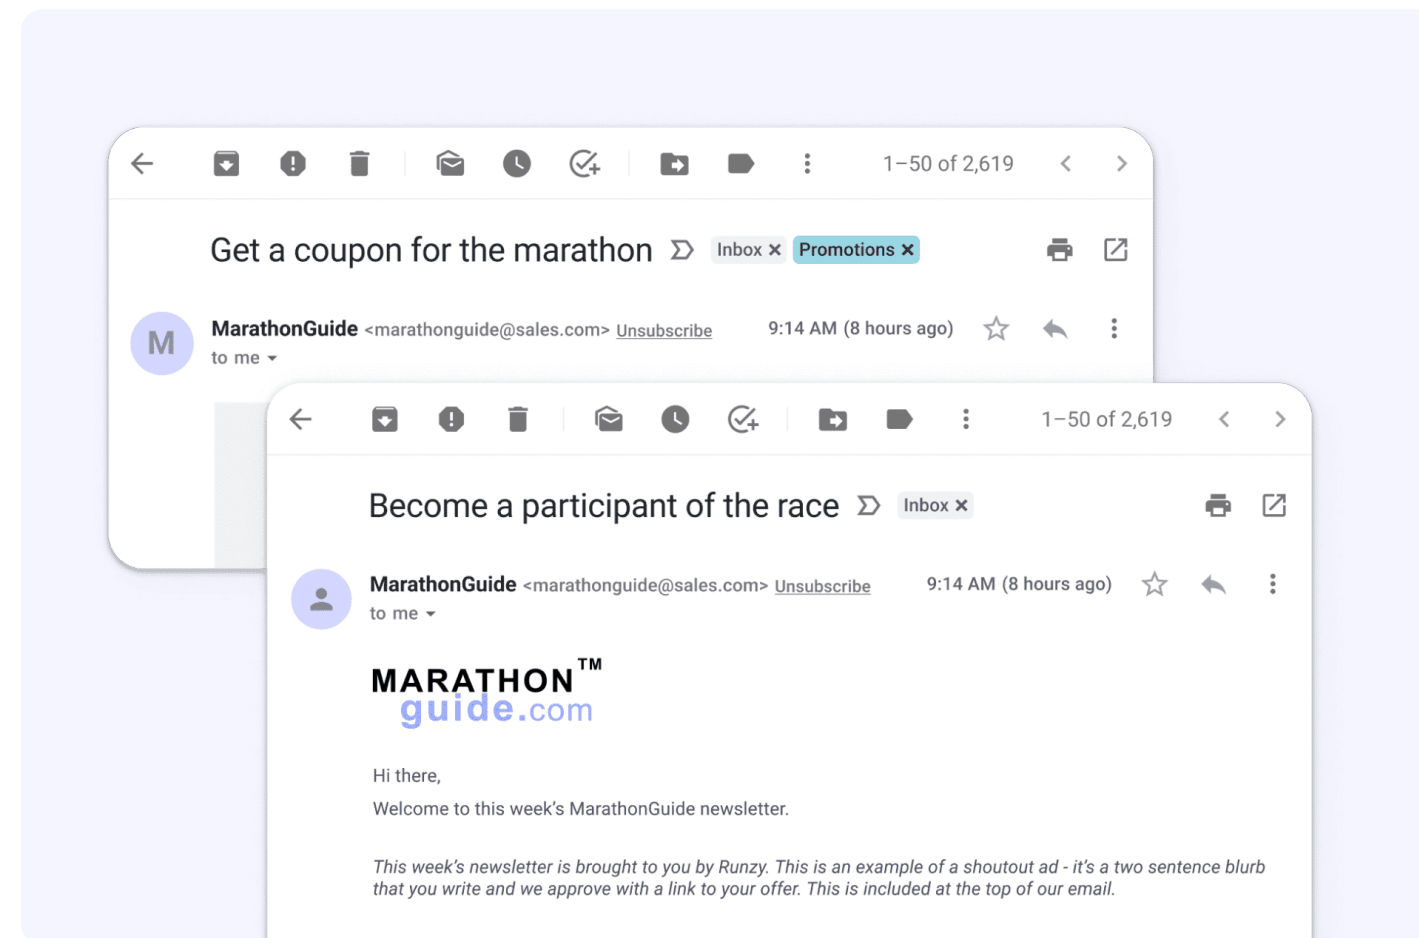 1–50 of 2,619
Get a coupon for the marathon Inbox × Promotions ×
M
MarathonGuide <marathonguide@sales.com> Unsubscribe 9:14 AM (8 hours ago)
to me
1–50 of 2,619
Become a participant of the race Inbox ×
MarathonGuide <marathonguide@sales.com> Unsubscribe 9:14 AM (8 hours ago)
to me
MARATHON™
guide.com
Hi there,
Welcome to this week’s MarathonGuide newsletter.
This week’s newsletter is brought to you by Runzy. This is an example of a shoutout ad - it’s a two sentence blurb
that you write and we approve with a link to your offer. This is included at the top of our email.